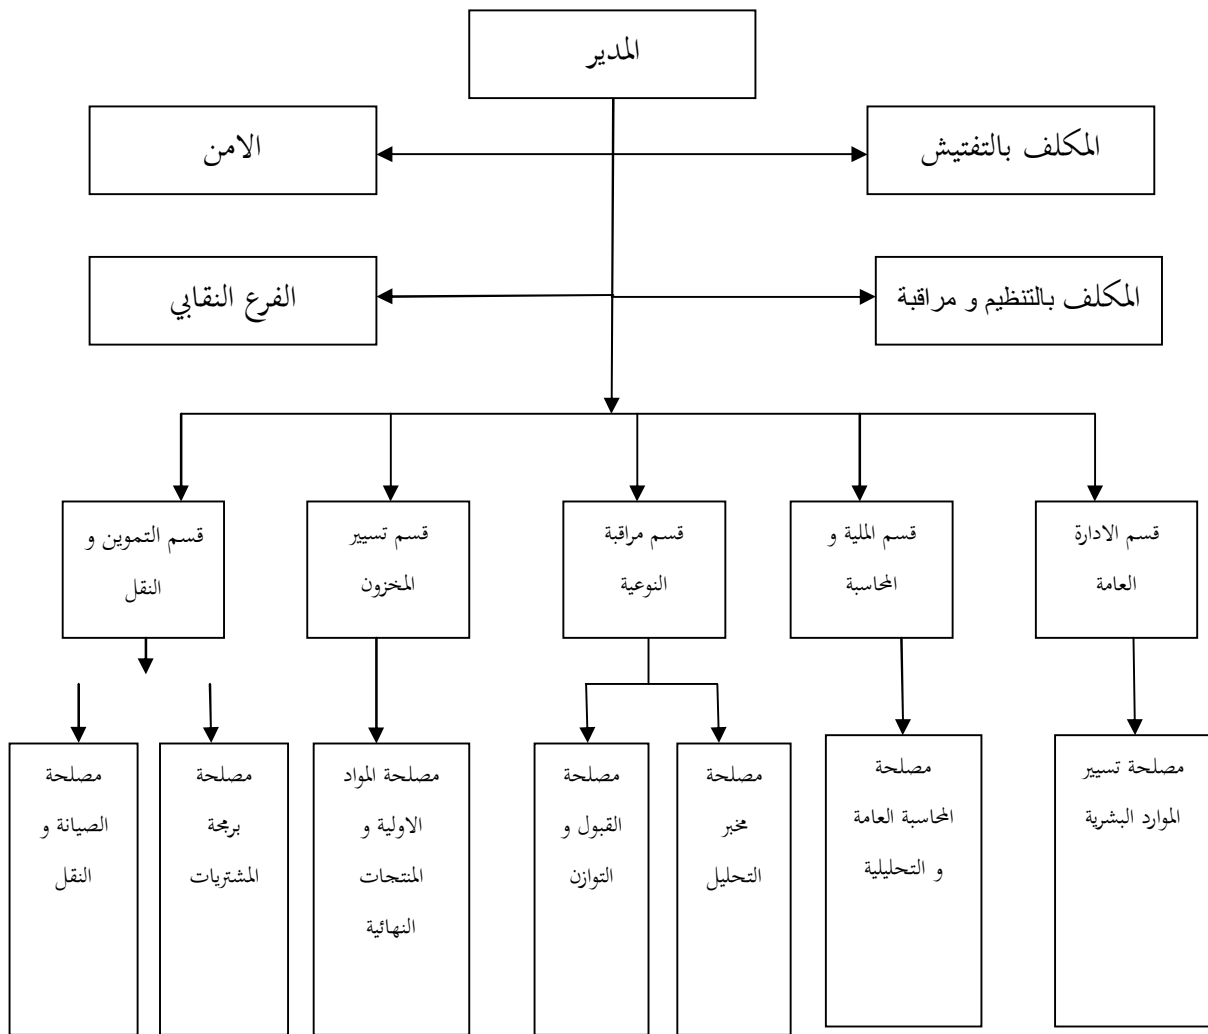 المدير
المكلف بالتفتيش
الامن
المكلف بالتنظيم و مراقبة
الفرع النقابي
قسم الادارة
العامة
قسم الملية و
المحاسبة
قسم مراقبة
النوعية
قسم تسيير
المخزون
قسم التموين و
النقل
مصلحة تسيير
الموارد البشرية
مصلحة
المحاسبة العامة
و التحليلية
مصلحة
مخبر
التحليل
مصلحة
القبول و
التوازن
مصلحة المواد
الاولية و
المنتجات
النهائية
مصلحة
برمجة
المشتريات
مصلحة
الصيانة و
النقل